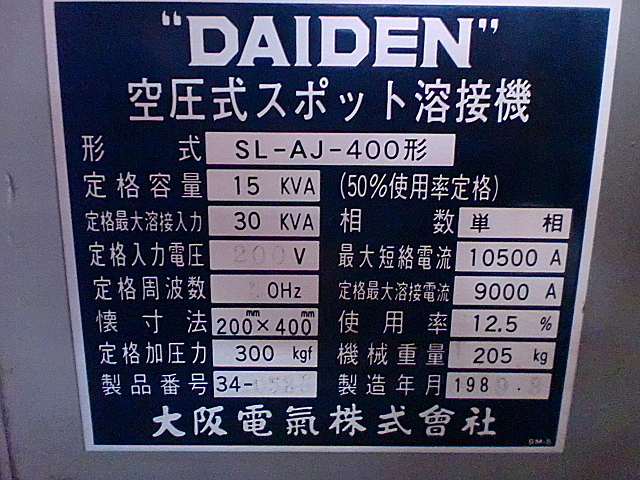 "DAIDEN"
空圧式スポット溶接機
形 式 SL-AJ-400形
定格容量 15 KVA (50%使用率定格)
定格最大溶接入力 30 KVA 相 数 単 相
定格入力電圧 200 V 最大短絡電流 10500 A
定格周波数 0Hz 定格最大溶接電流 9000 A
懐寸法 200mm×400mm 使用率 12.5 %
定格加圧力 300 kgf 機械重量 205 kg
製品番号 34- 製造年月 198
大阪電氣株式會社